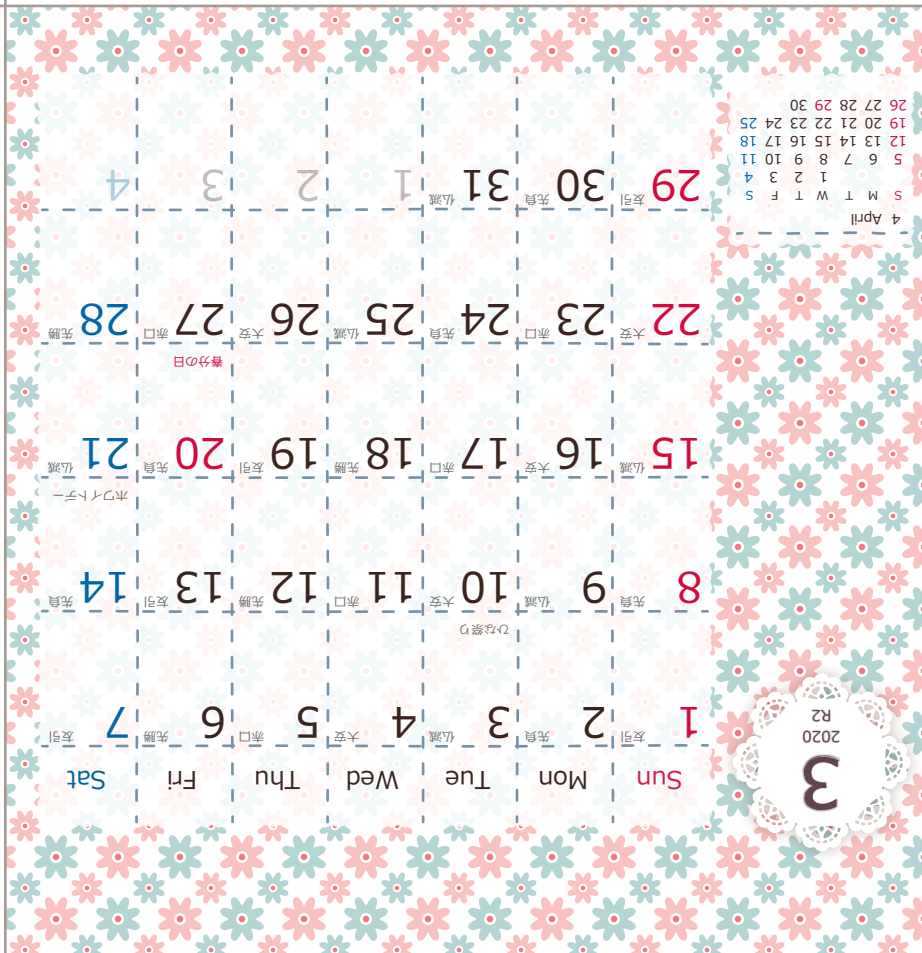 3
2020
R2
Sun Mon Tue Wed Thu Fri Sat
1 友引 2 先負 3 仏滅 4 大安 5 赤口 6 先勝 7 友引
ひな祭り
8 先負 9 仏滅 10 大安 11 赤口 12 先勝 13 友引 14 先負
ホワイトデー
15 仏滅 16 大安 17 赤口 18 先勝 19 友引 20 先負 21 仏滅
春分の日
22 大安 23 赤口 24 先負 25 仏滅 26 大安 27 赤口 28 先勝
29 友引 30 先負 31 仏滅 1 2 3 4
4 April
S M T W T F S
1 2 3 4
5 6 7 8 9 10 11
12 13 14 15 16 17 18
19 20 21 22 23 24 25
26 27 28 29 30